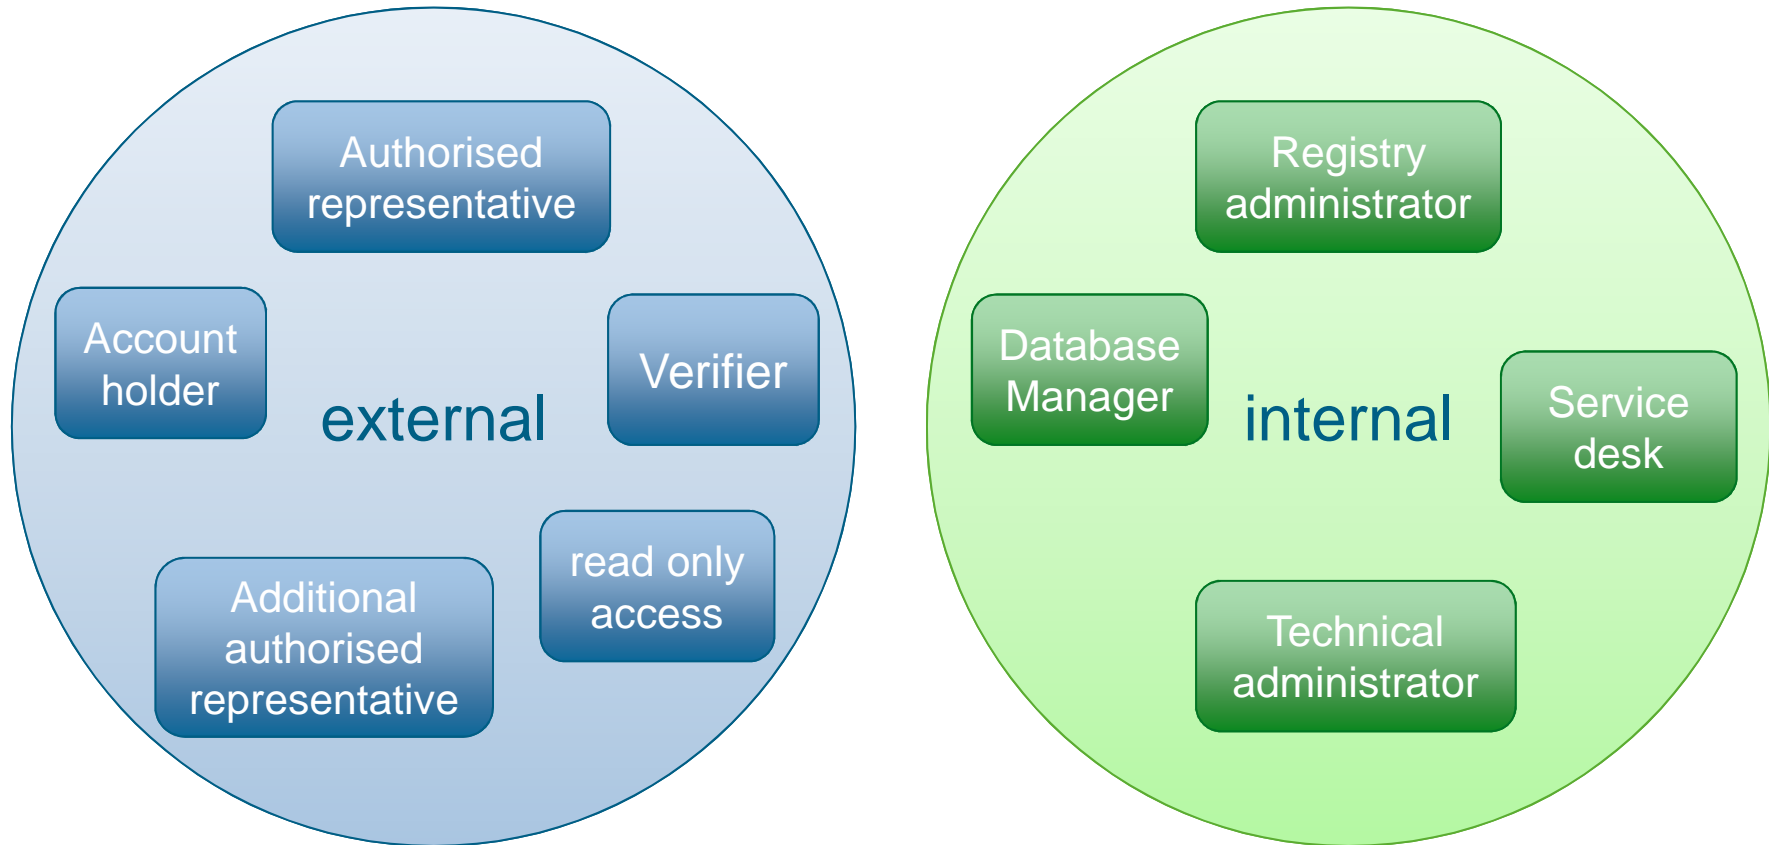 Authorised
representative
Account
holder
Verifier
external
read only
access
Additional
authorised
representative
Registry
administrator
Database
Manager
internal
Service
desk
Technical
administrator